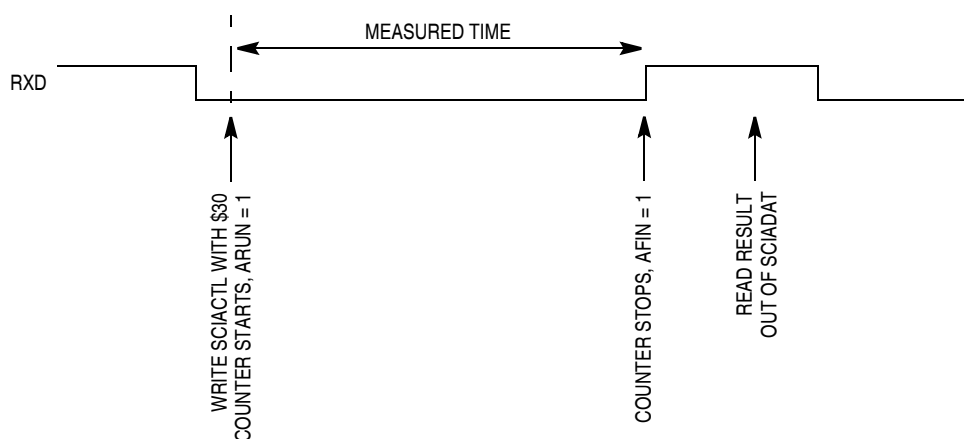 MEASURED TIME
RXD
WRITE SCIACTL WITH $30
COUNTER STARTS, ARUN = 1
COUNTER STOPS, AFIN = 1
READ RESULT
OUT OF SCIADAT